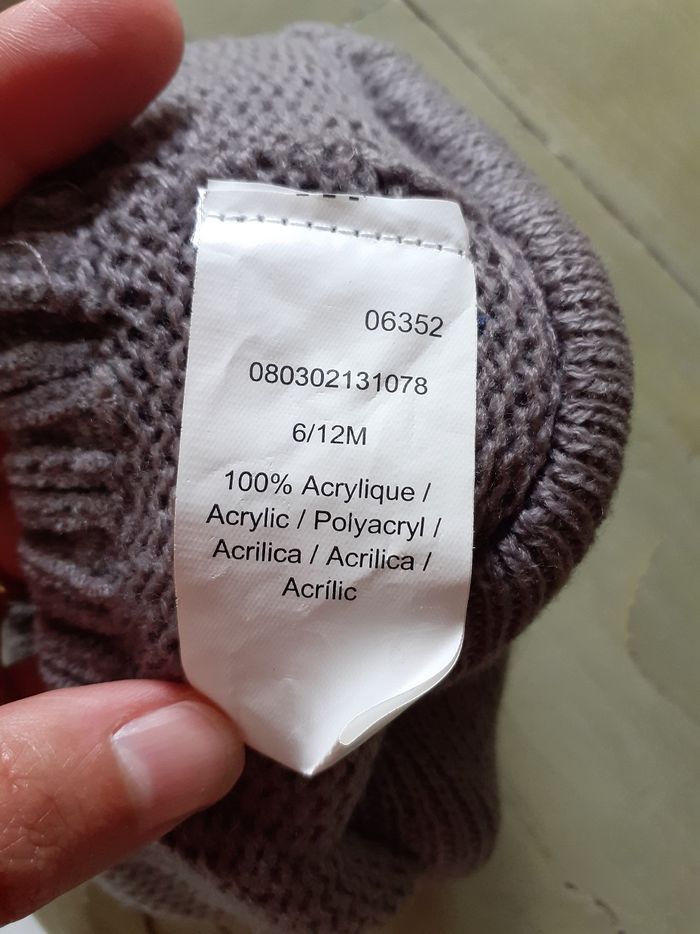 06352
080302131078
6/12M
100% Acrylique /
Acrylic / Polyacryl /
Acrilica / Acrilica /
Acrílic